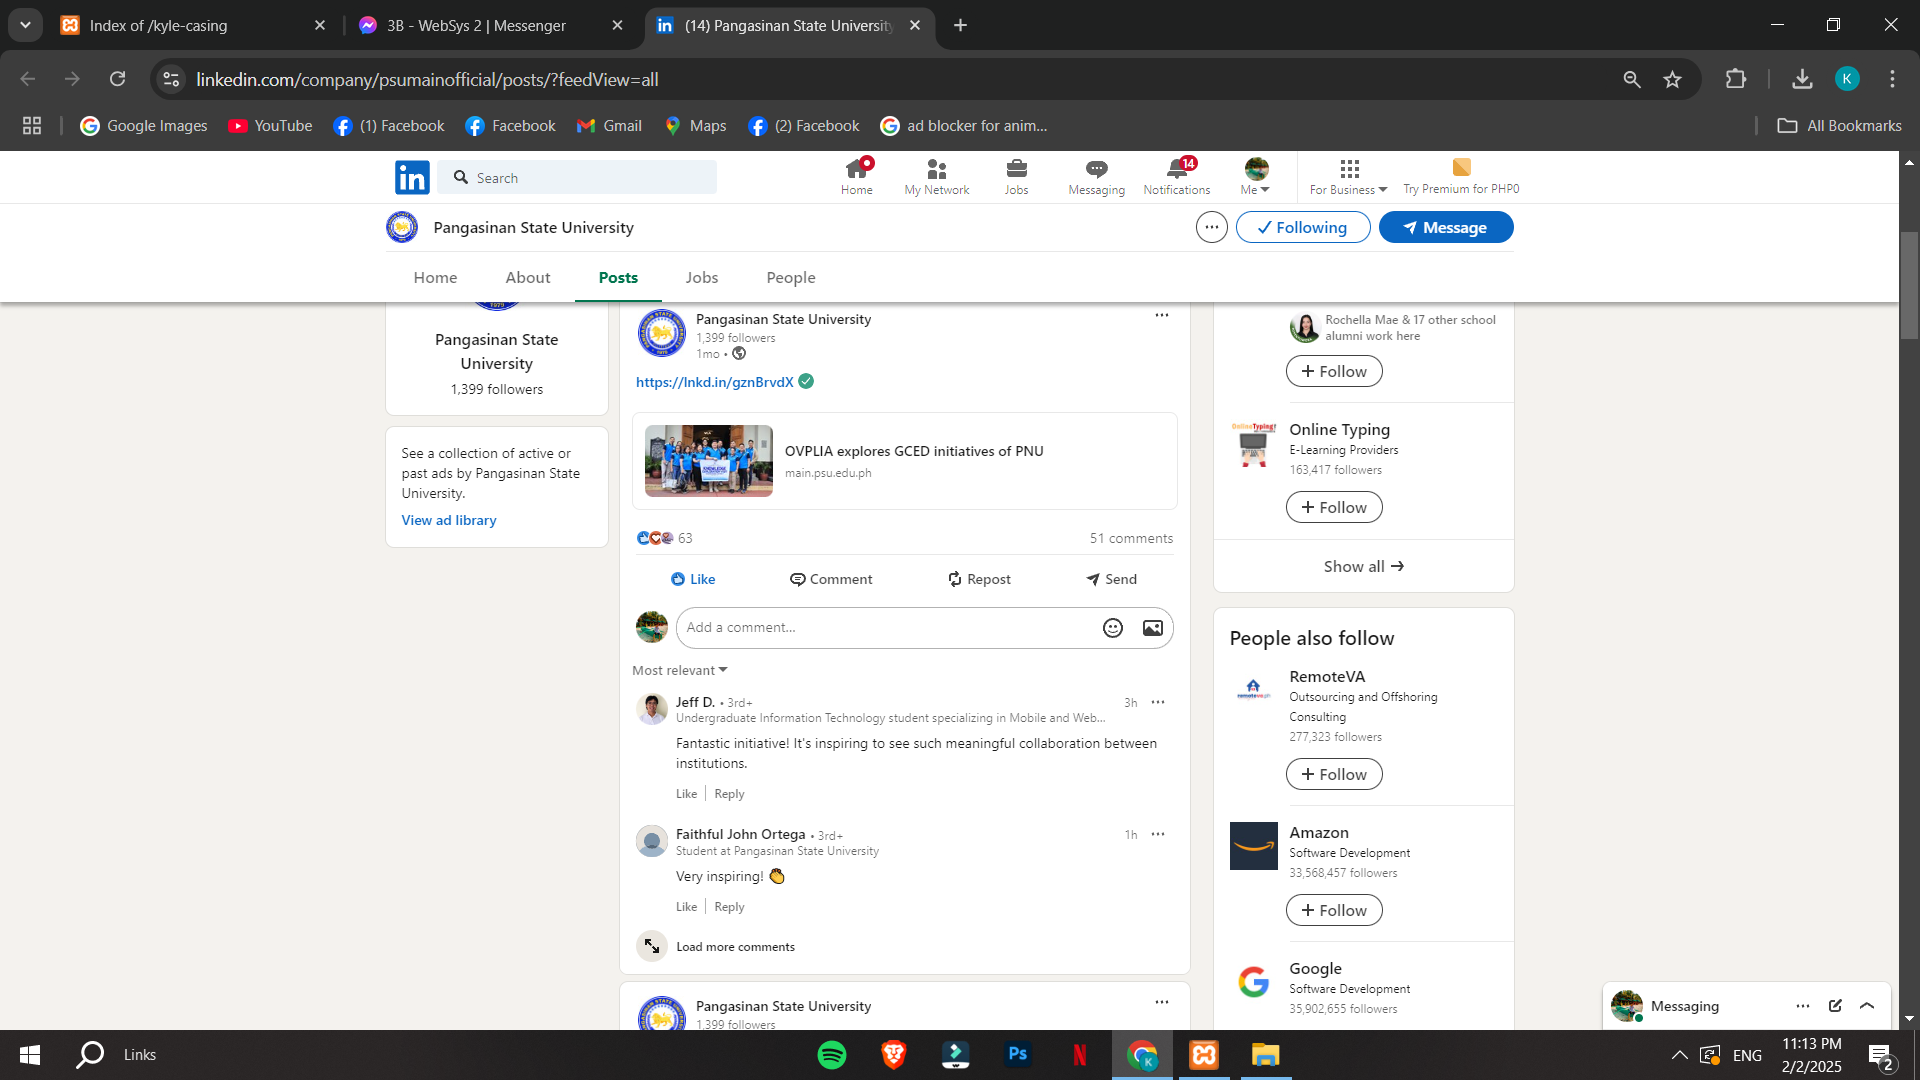 Index of /kyle-casing
3B - WebSys 2 | Messenger
(14) Pangasinan State University
linkedin.com/company/psumainofficial/posts/?feedView=all
K
Google Images
YouTube
(1) Facebook
Facebook
Gmail
Maps
(2) Facebook
ad blocker for anim...
All Bookmarks
in
Search
Home
My Network
Jobs
Messaging
14
Notifications
Me
For Business
Try Premium for PHP0
Pangasinan State University
Following
Message
Home
About
Posts
Jobs
People
Pangasinan State
University
1,399 followers
See a collection of active or
past ads by Pangasinan State
University.
View ad library
Pangasinan State University
1,399 followers
1mo •
https://lnkd.in/gznBrvdX
OVPLIA explores GCED initiatives of PNU
main.psu.edu.ph
63
51 comments
Like
Comment
Repost
Send
Add a comment...
Most relevant
Jeff D. • 3rd+
3h
Undergraduate Information Technology student specializing in Mobile and Web...
Fantastic initiative! It's inspiring to see such meaningful collaboration between
institutions.
Like
Reply
Faithful John Ortega • 3rd+
1h
Student at Pangasinan State University
Very inspiring! 👏
Like
Reply
Load more comments
Pangasinan State University
1,399 followers
Rochella Mae & 17 other school
alumni work here
+ Follow
Online Typing
E-Learning Providers
163,417 followers
+ Follow
Show all →
People also follow
RemoteVA
Outsourcing and Offshoring
Consulting
277,323 followers
+ Follow
Amazon
Software Development
33,568,457 followers
+ Follow
Google
Software Development
35,902,655 followers
Messaging
Links
Ps
N
ENG
11:13 PM
2/2/2025
2